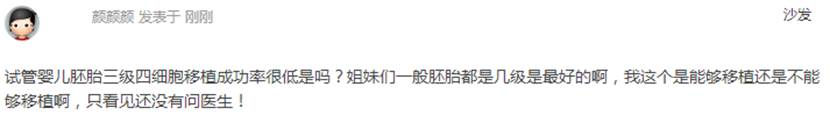 颜颜颜 发表于 刚刚 沙发
试管婴儿胚胎三级四细胞移植成功率很低是吗？姐妹们一般胚胎都是几级是最好的啊，我这个是能够移植还是不能
够移植啊，只看见还没有问医生！